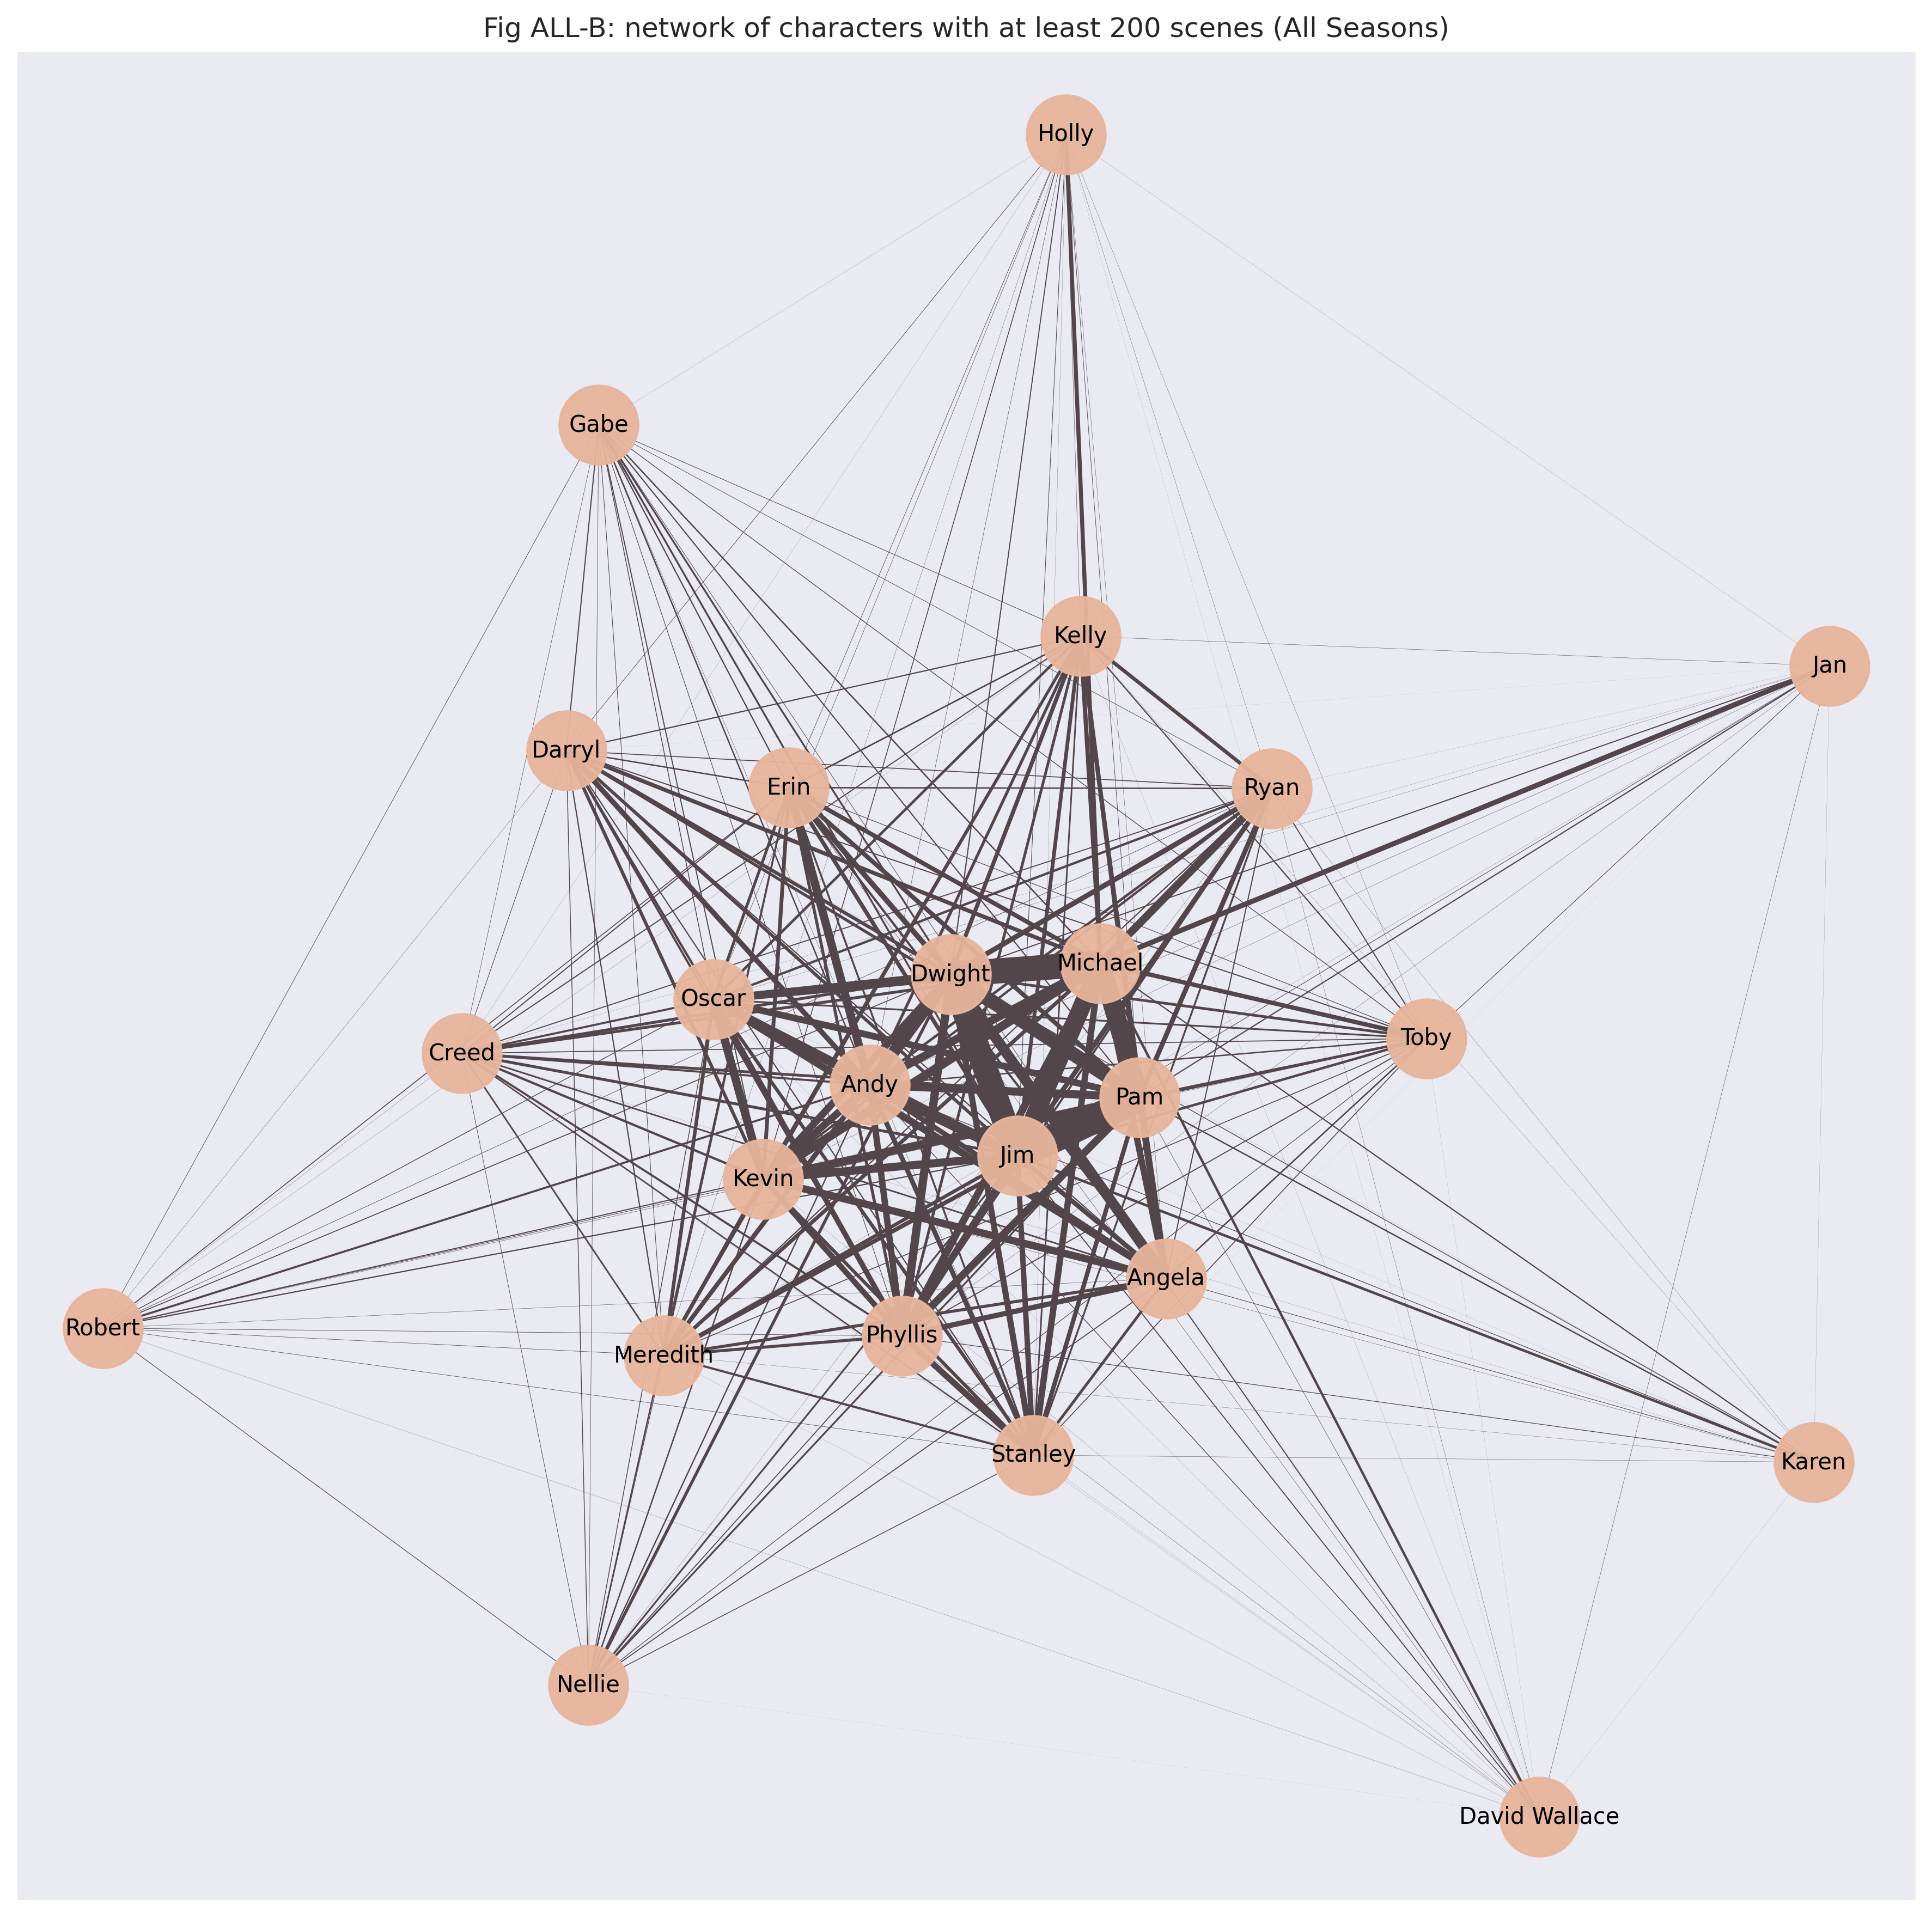 Fig ALL-B: network of characters with at least 200 scenes (All Seasons)
Holly
Gabe
Kelly
Jan
Darryl
Erin
Ryan
Michael
Dwight
Oscar
Toby
Creed
Andy
Pam
Jim
Kevin
Angela
Robert
Phyllis
Meredith
Stanley
Karen
Nellie
David Wallace